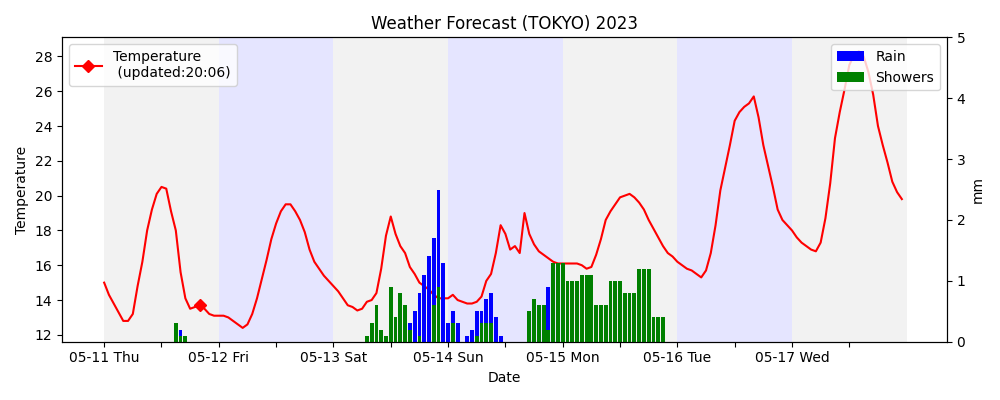 Weather Forecast (TOKYO) 2023
Temperature
(updated:20:06)
Rain
Showers
28
26
24
22
20
18
16
14
12
Temperature
5
4
3
2
1
0
mm
05-11 Thu
05-12 Fri
05-13 Sat
05-14 Sun
05-15 Mon
05-16 Tue
05-17 Wed
Date